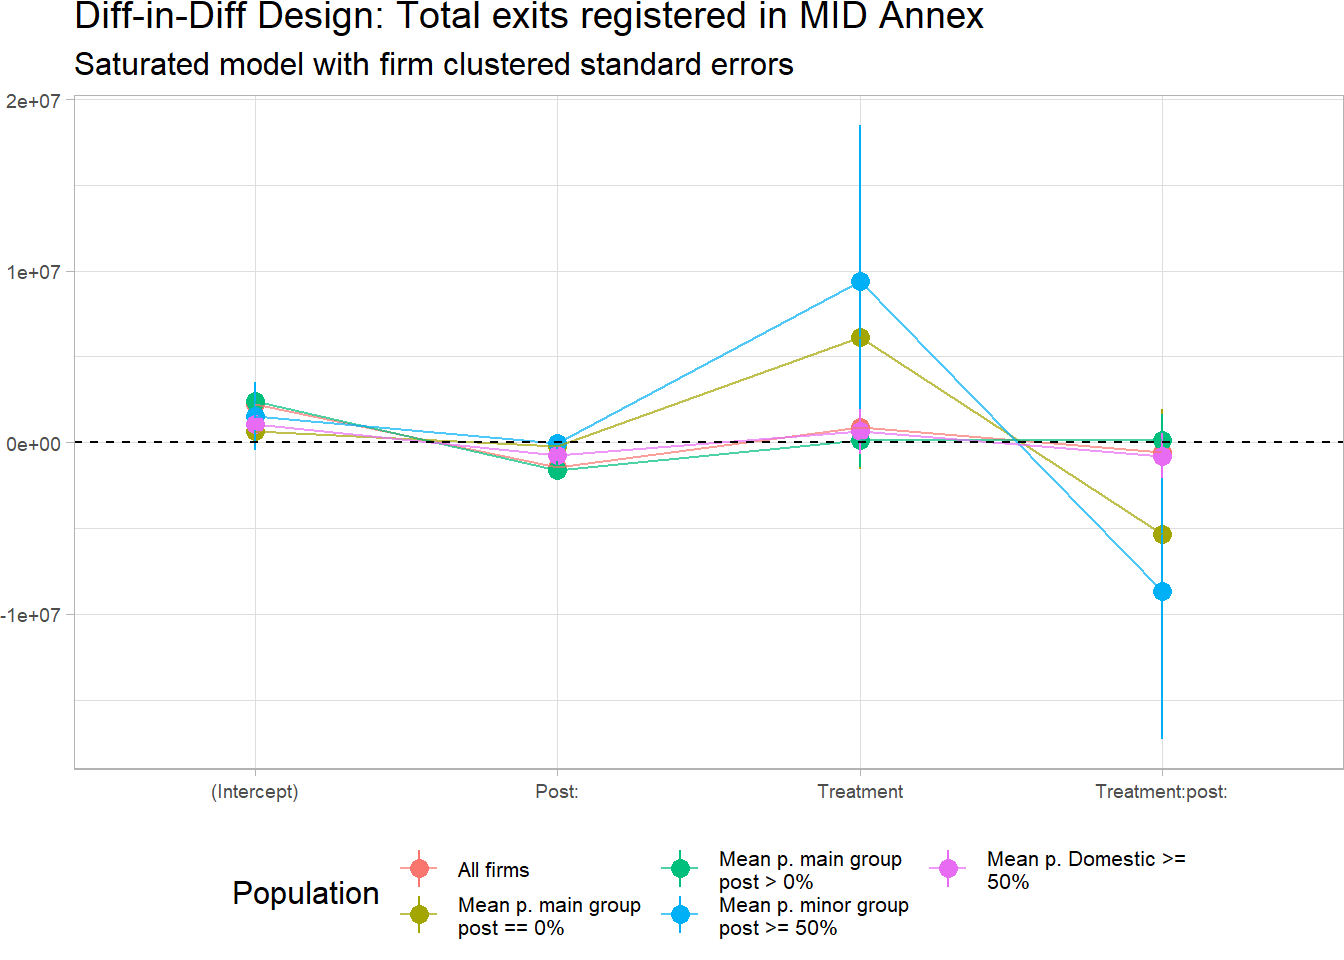 Diff-in-Diff Design: Total exits registered in MID Annex
Saturated model with firm clustered standard errors
2e+07
1e+07
0e+00
-1e+07
(Intercept)
Post:
Treatment
Treatment:post:
Population
All firms
Mean p. main group
post == 0%
Mean p. main group
post > 0%
Mean p. minor group
post >= 50%
Mean p. Domestic >=
50%